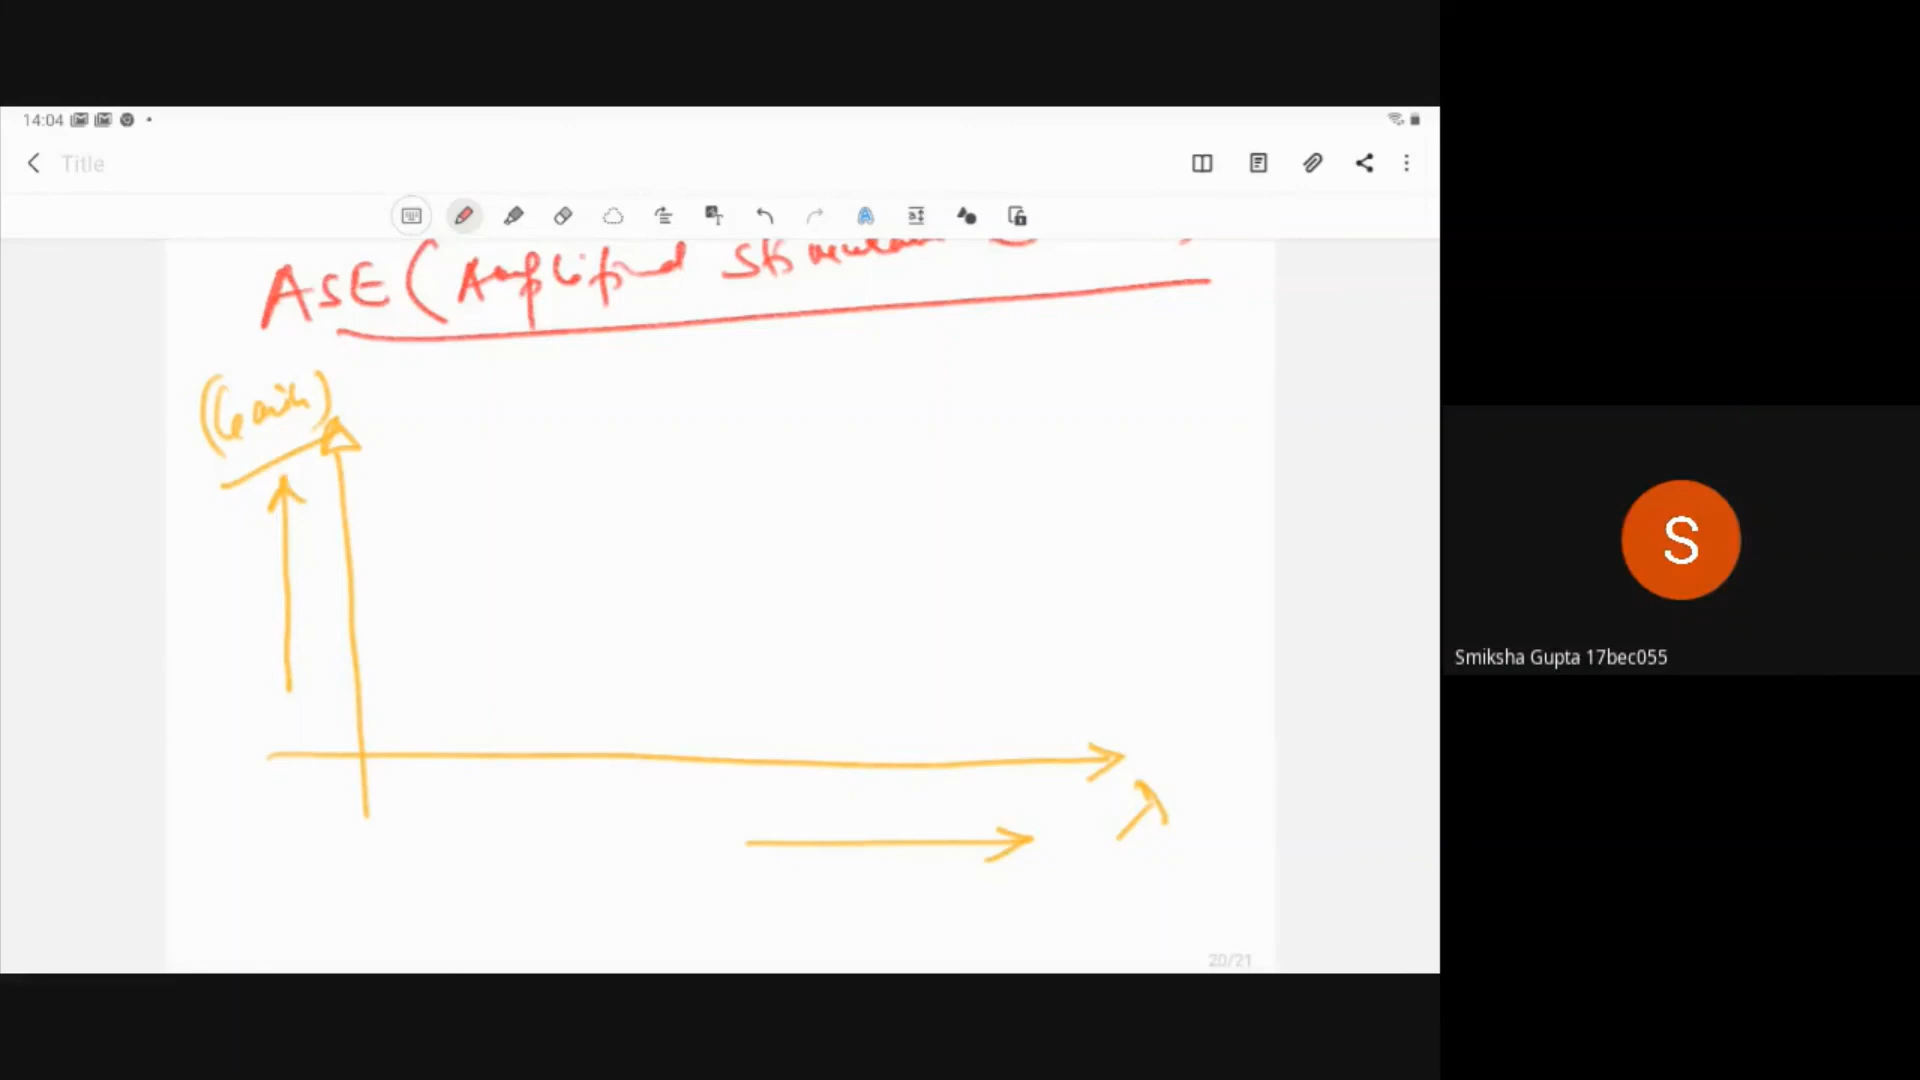 14:04
Title
ASE (Amplified
(Gain)
λ
20/21
S
Smiksha Gupta 17bec055